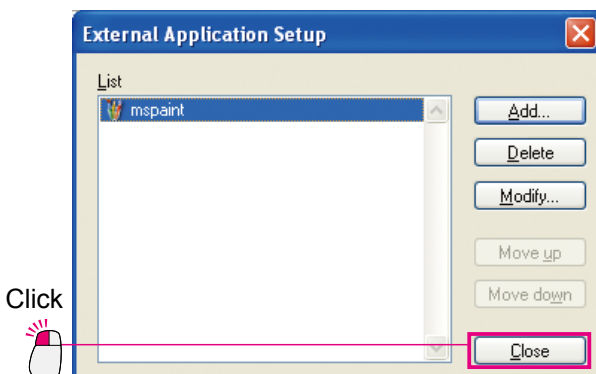 External Application Setup
List
mspaint
Add...
Delete
Modify...
Move up
Move down
Click
Close